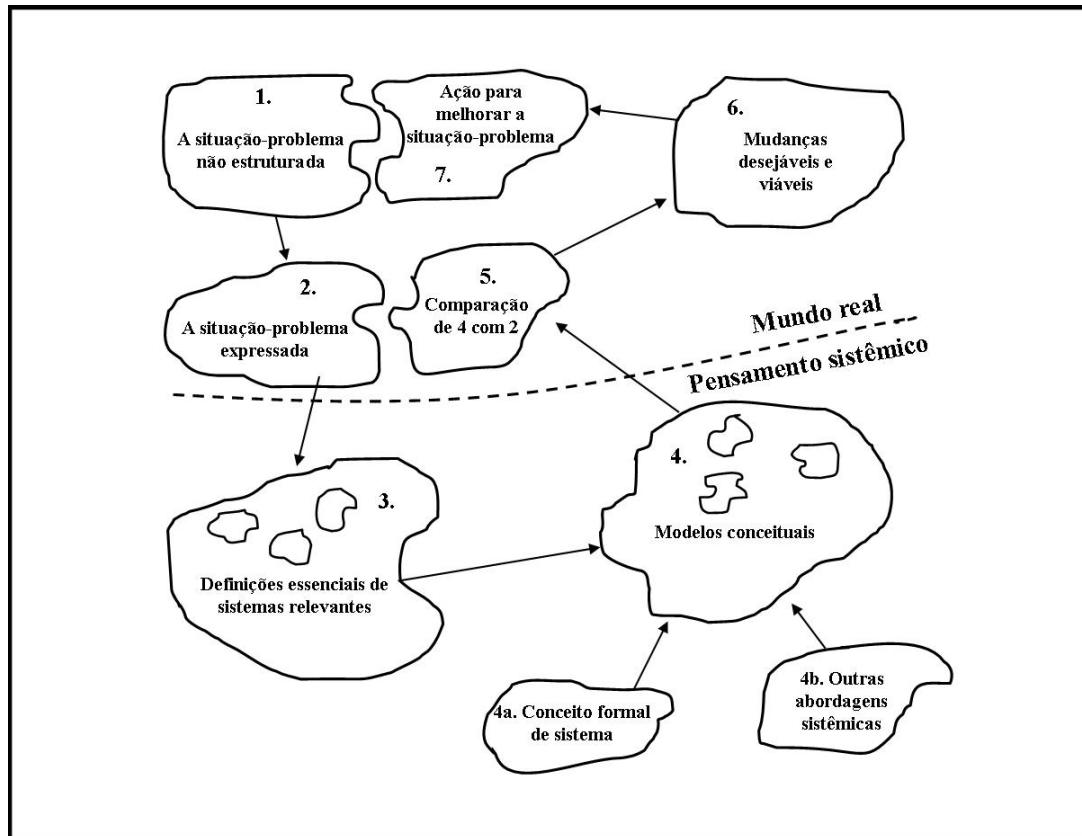 1.
A situação-problema
não estruturada
Ação para
melhorar a
situação-problema
7.
6.
Mudanças
desejáveis e
viáveis
2.
A situação-problema
expressada
5.
Comparação
de 4 com 2
Mundo real
Pensamento sistêmico
3.
Definições essenciais de
sistemas relevantes
4.
Modelos conceituais
4a. Conceito formal
de sistema
4b. Outras
abordagens
sistêmicas